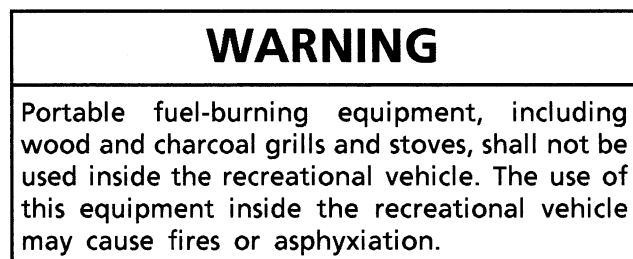 WARNING
Portable fuel-burning equipment, including
wood and charcoal grills and stoves, shall not be
used inside the recreational vehicle. The use of
this equipment inside the recreational vehicle
may cause fires or asphyxiation.